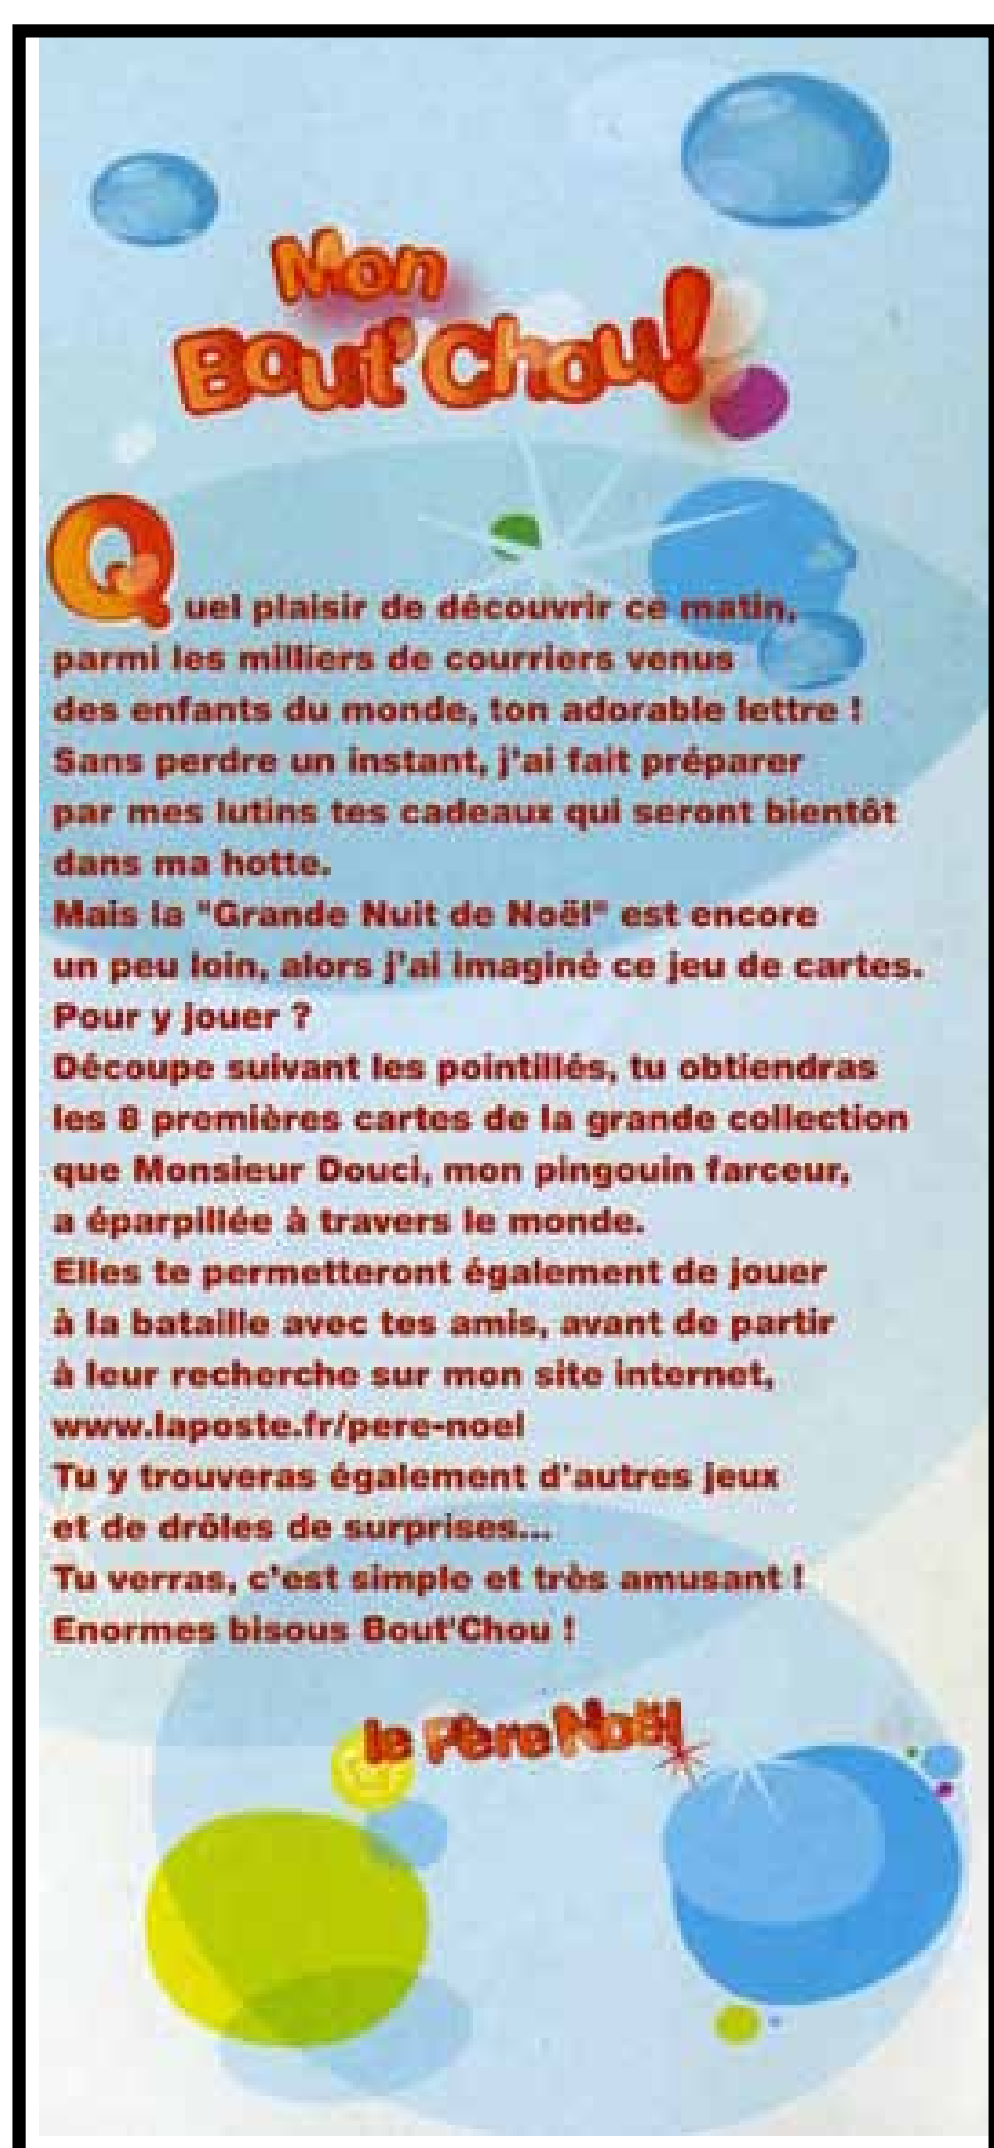 Mon
Bout'Chou!
Quel plaisir de découvrir ce matin,
parmi les milliers de courriers venus
des enfants du monde, ton adorable lettre !
Sans perdre un instant, j'ai fait préparer
par mes lutins tes cadeaux qui seront bientôt
dans ma hotte.
Mais la "Grande Nuit de Noël" est encore
un peu loin, alors j'ai imaginé ce jeu de cartes.
Pour y jouer ?
Découpe suivant les pointillés, tu obtiendras
les 8 premières cartes de la grande collection
que Monsieur Douci, mon pingouin farceur,
a éparpillée à travers le monde.
Elles te permetteront également de jouer
à la bataille avec tes amis, avant de partir
à leur recherche sur mon site internet,
www.laposte.fr/pere-noel
Tu y trouveras également d'autres jeux
et de drôles de surprises...
Tu verras, c'est simple et très amusant !
Enormes bisous Bout'Chou !
le Père Noël